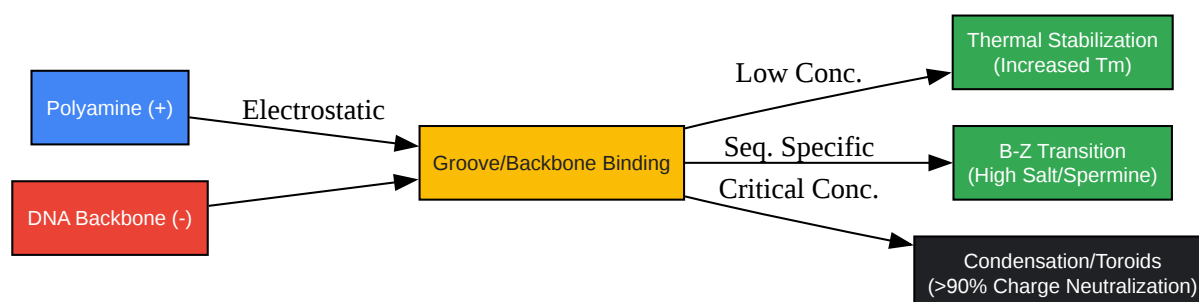 Polyamine (+)
DNA Backbone (-)
Electrostatic
Groove/Backbone Binding
Low Conc.
Seq. Specific
Critical Conc.
Thermal Stabilization
(Increased Tm)
B-Z Transition
(High Salt/Spermine)
Condensation/Toroids
(>90% Charge Neutralization)